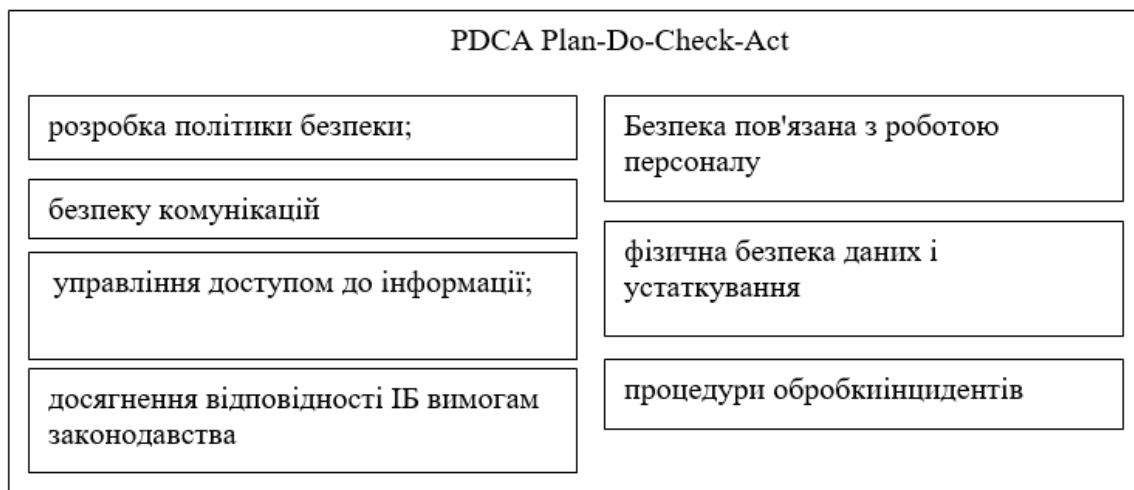 PDCA Plan-Do-Check-Act
розробка політики безпеки;
безпеку комунікацій
управління доступом до інформації;
досягнення відповідності ІБ вимогам
законодавства
Безпека пов'язана з роботою
персоналу
фізична безпека даних і
устаткування
процедури обробкиінцидентів